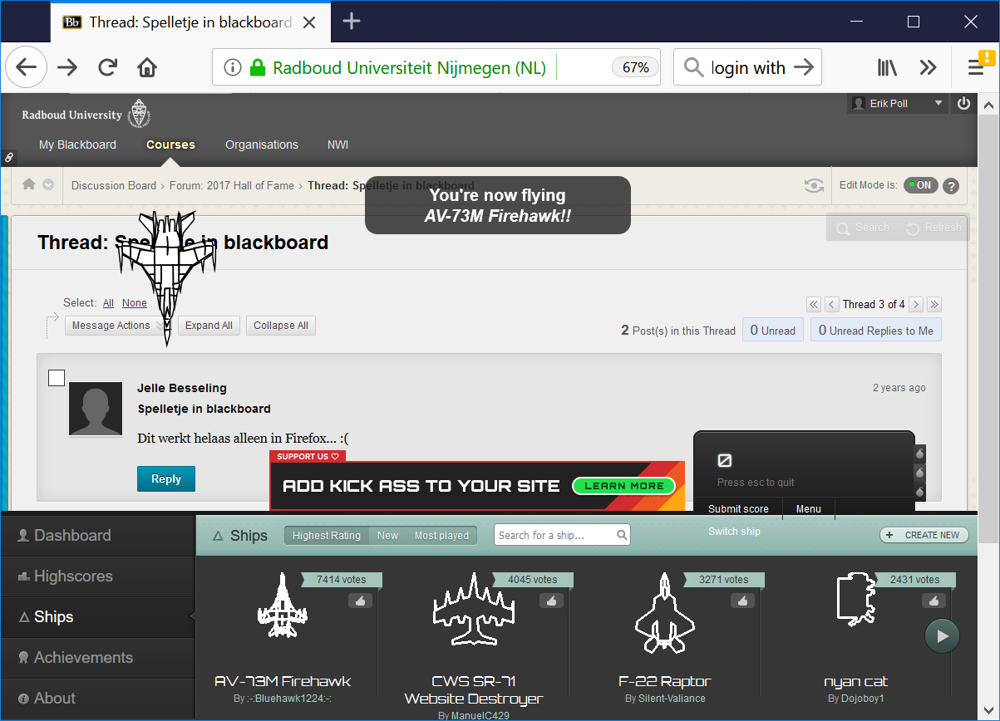 Bb Thread: Spelletje in blackboard
Radboud Universiteit Nijmegen (NL) 67% login with
Radboud University
Erik Poll
My Blackboard Courses Organisations NWI
Discussion Board > Forum: 2017 Hall of Fame > Thread: Spelletje in blackboard
Edit Mode is: ON ?
You're now flying
AV-73M Firehawk!!
Search Refresh
Thread: Spelletje in blackboard
Select: All None
Thread 3 of 4
Message Actions Expand All Collapse All
2 Post(s) in this Thread 0 Unread 0 Unread Replies to Me
Jelle Besseling
2 years ago
Spelletje in blackboard
Dit werkt helaas alleen in Firefox... :(
SUPPORT US
ADD KICK ASS TO YOUR SITE LEARN MORE
Reply
0
Press esc to quit
Submit score Menu
Switch ship
Dashboard
Highscores
Ships
Achievements
About
Ships Highest Rating New Most played Search for a ship... + CREATE NEW
7414 votes
AV-73M Firehawk
By :-:Bluehawk1224:-:
4045 votes
CWS SR-71
Website Destroyer
By ManuelC429
3271 votes
F-22 Raptor
By Silent-Valiance
2431 votes
nyan cat
By Dojoboy1